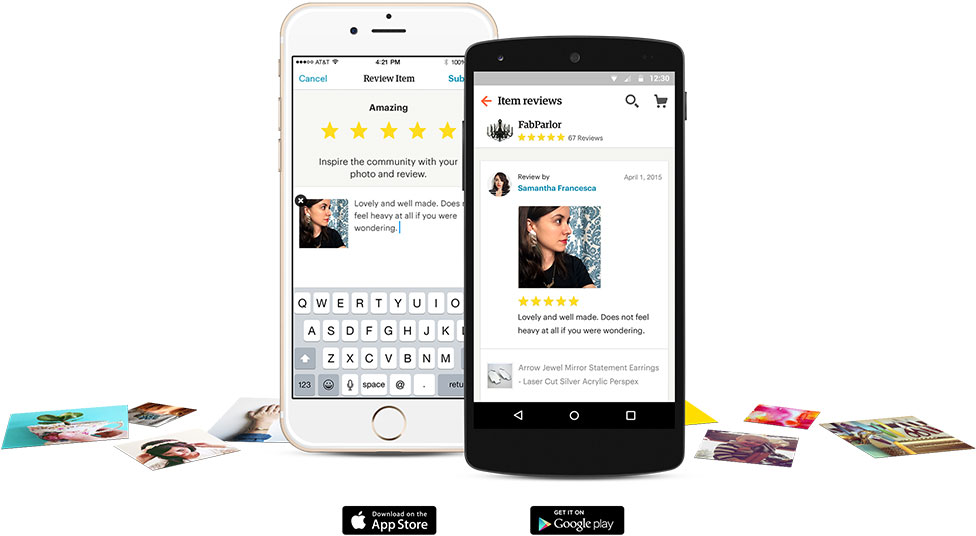 AT&T 4:21 PM 100%
Cancel Review Item Sub
Amazing
Inspire the community with your
photo and review.
Lovely and well made. Does n
feel heavy at all if you were
wondering.
Q W E R T Y U I O
A S D F G H J K L
Z X C V B N M
123 space @ . retu
12:30
Item reviews
FabParlor
67 Reviews
Review by
April 1, 2015
Samantha Francesca
Lovely and well made. Does not feel
heavy at all if you were wondering.
Arrow Jewel Mirror Statement Earrings
- Laser Cut Silver Acrylic Perspex
Download on the
App Store
GET IT ON
Google play